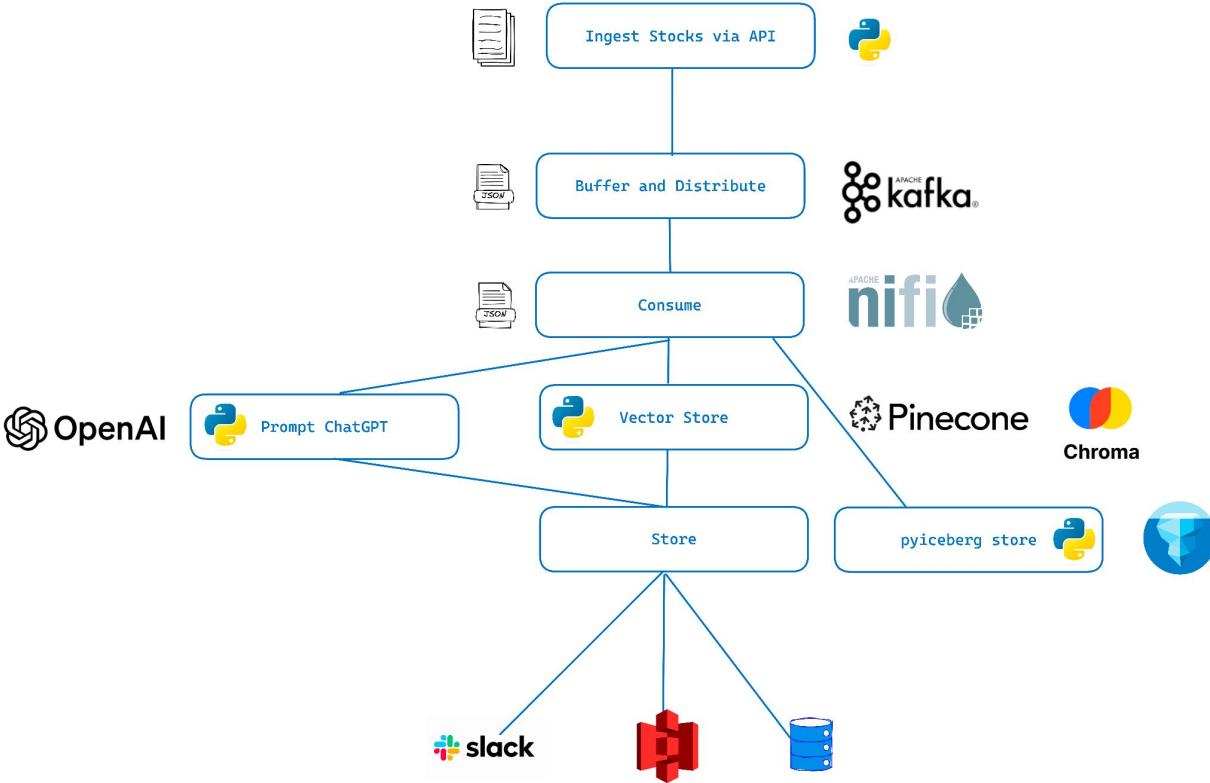 Ingest Stocks via API
JSON
Buffer and Distribute
APACHE
kafka®
JSON
Consume
APACHE
nifi
OpenAI
Prompt ChatGPT
Vector Store
Pinecone
Chroma
Store
pyiceberg store
slack